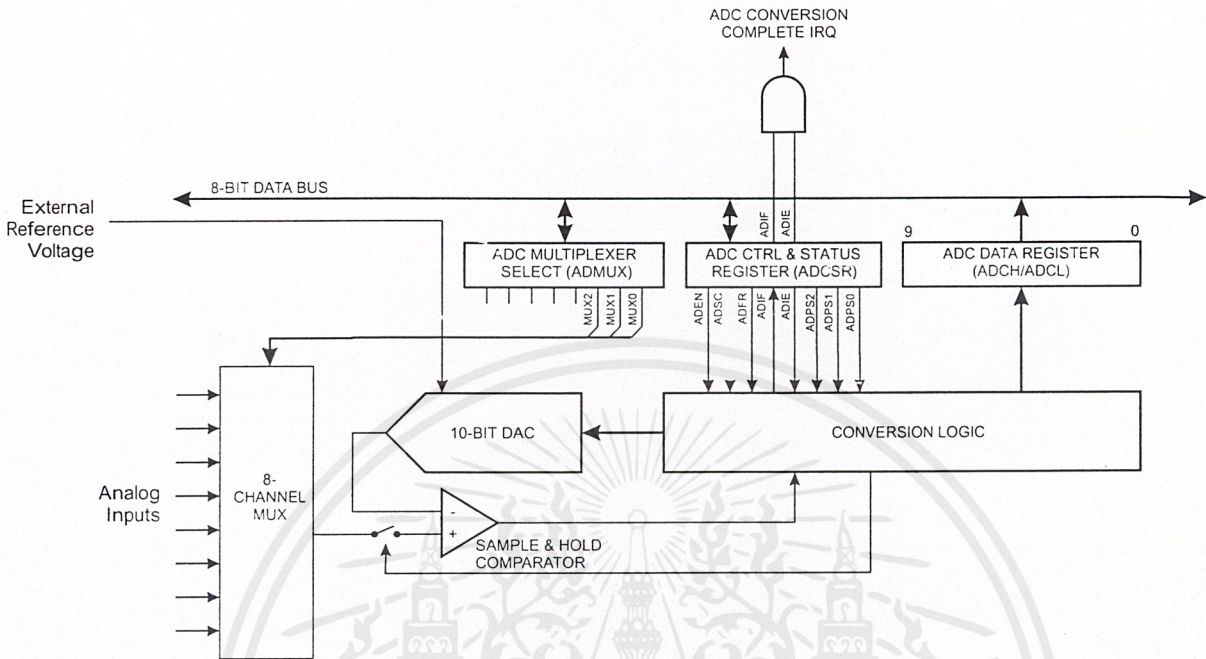 ADC CONVERSION
COMPLETE IRQ
8-BIT DATA BUS
External
Reference
Voltage
ADIF
ADIE
9
0
ADC MULTIPLEXER
SELECT (ADMUX)
ADC CTRL & STATUS
REGISTER (ADCSR)
ADC DATA REGISTER
(ADCH/ADCL)
MUX2
MUX1
MUX0
ADEN
ADSC
ADFR
ADIF
ADIE
ADPS2
ADPS1
ADPS0
10-BIT DAC
CONVERSION LOGIC
Analog
Inputs
8-
CHANNEL
MUX
-
+
SAMPLE & HOLD
COMPARATOR